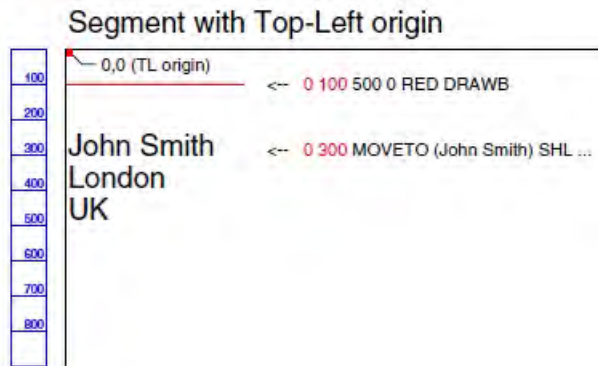 Segment with Top-Left origin
0,0 (TL origin)
100
<-- 0 100 500 0 RED DRAWB
200
300
John Smith
<-- 0 300 MOVETO (John Smith) SHL ...
400
London
500
UK
600
700
800